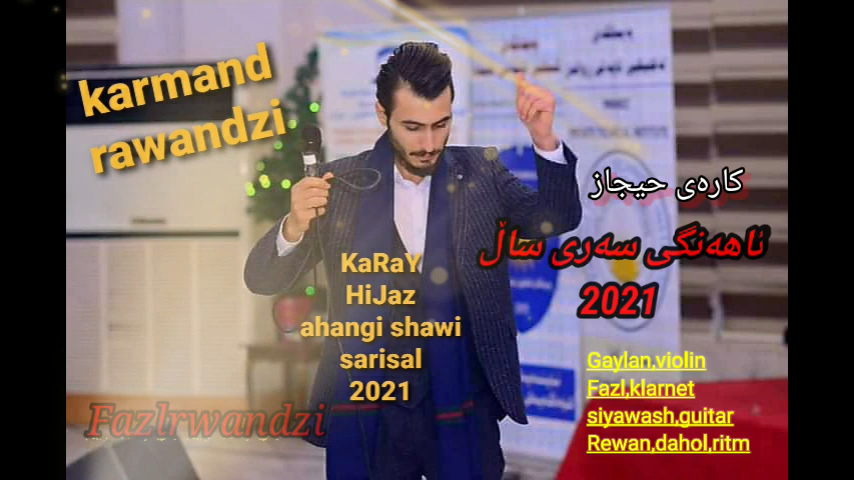 karmand
rawandzi
کارەی حیجاز
ئاهەنگی سەری ساڵ
2021
KaRaY
HiJaz
ahangi shawi
sarisal
2021
Gaylan,violin
Fazl,klarnet
siyawash,guitar
Rewan,dahol,ritm
Fazlrwandzi